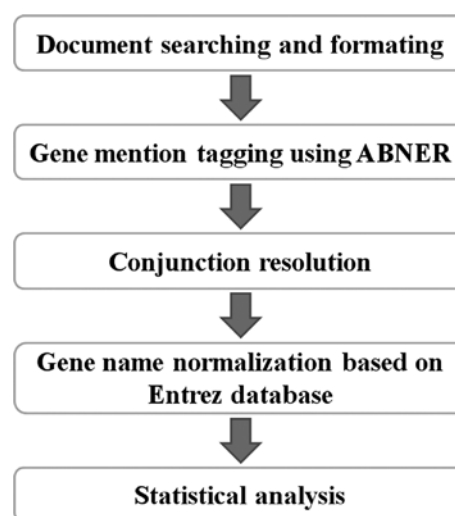 Document searching and formating
Gene mention tagging using ABNER
Conjunction resolution
Gene name normalization based on
Entrez database
Statistical analysis